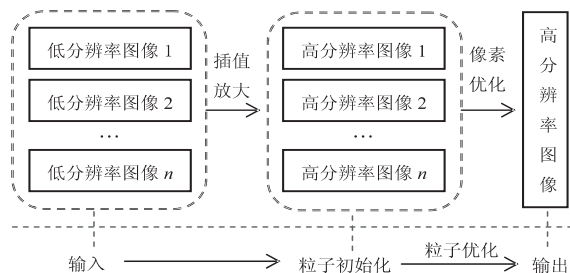 低分辨率图像 1
低分辨率图像 2
...
低分辨率图像 n
插值
放大
高分辨率图像 1
高分辨率图像 2
...
高分辨率图像 n
像素
优化
高分辨率图像
输入
粒子初始化
粒子优化
输出